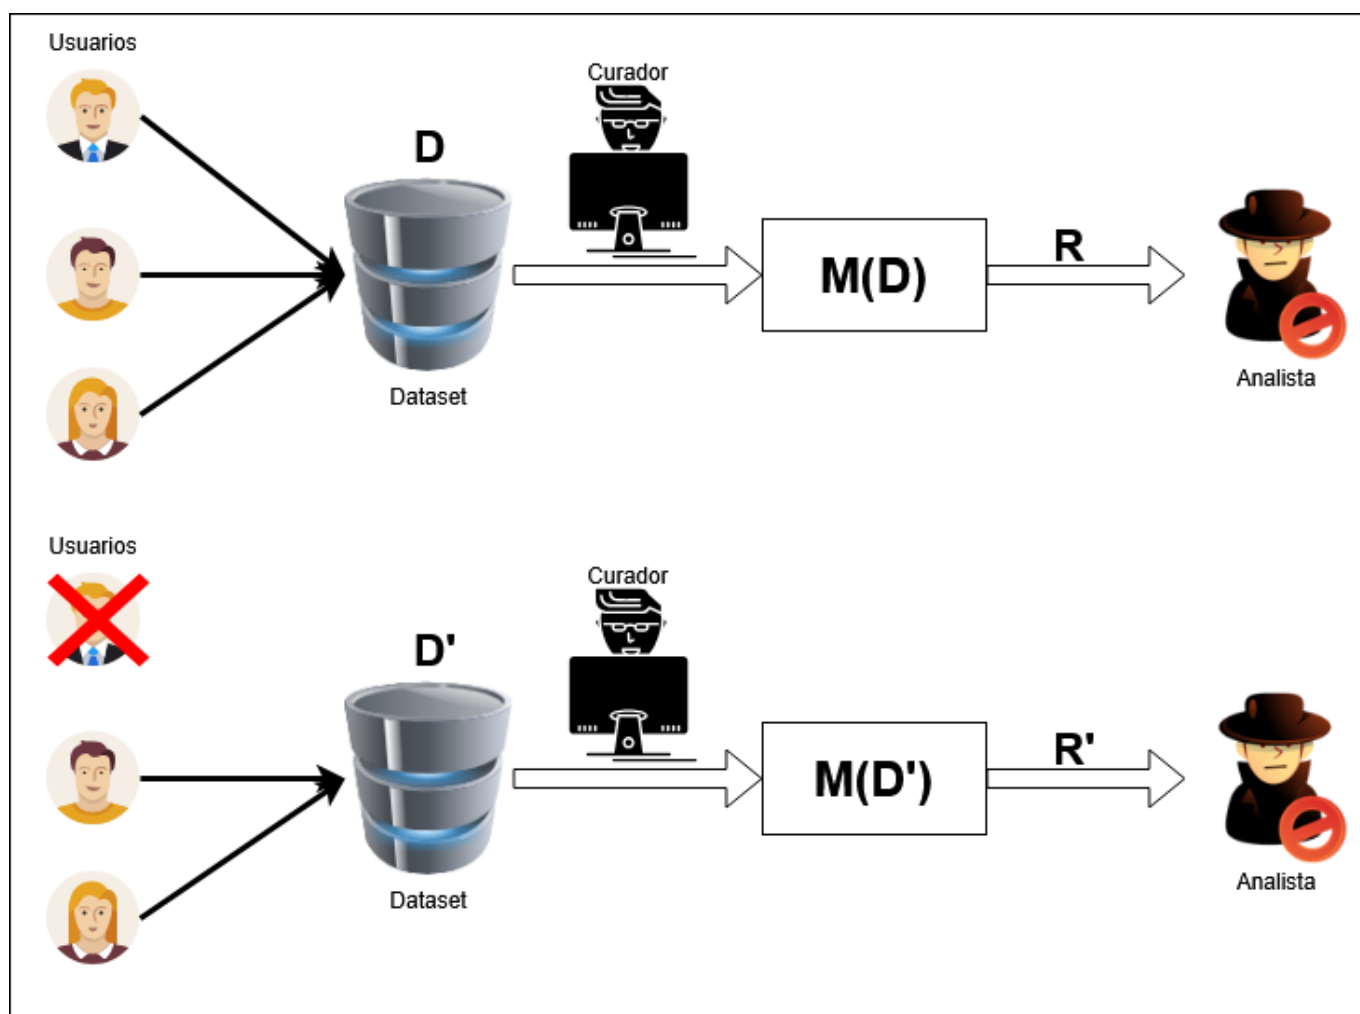 Usuarios
Curador
D
M(D)
R
Dataset
Analista
Usuarios
Curador
D'
M(D')
R'
Dataset
Analista